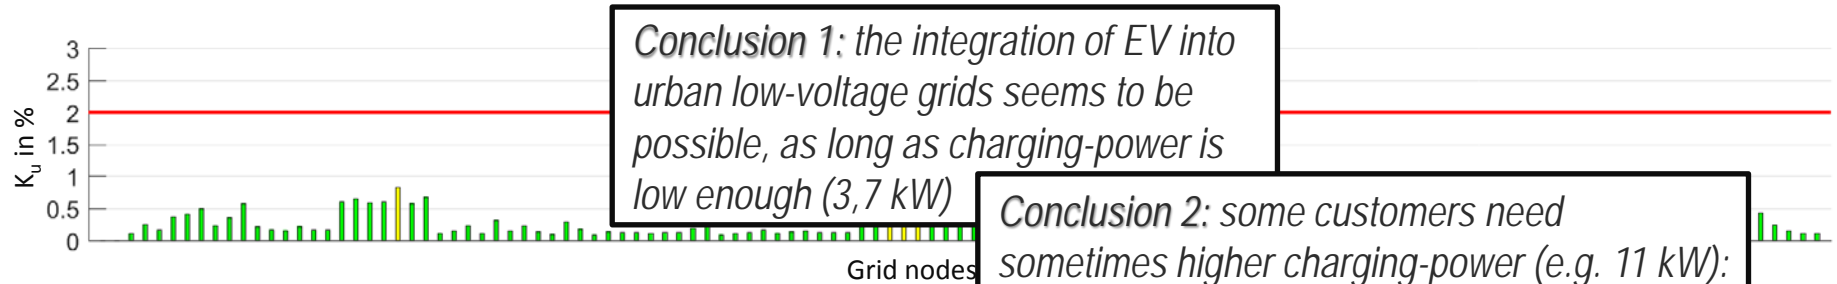 3
2.5
2
1.5
1
0.5
0
Ku in %
Grid nodes
Conclusion 1: the integration of EV into
urban low-voltage grids seems to be
possible, as long as charging-power is
low enough (3,7 kW)
Conclusion 2: some customers need
sometimes higher charging-power (e.g. 11 kW):